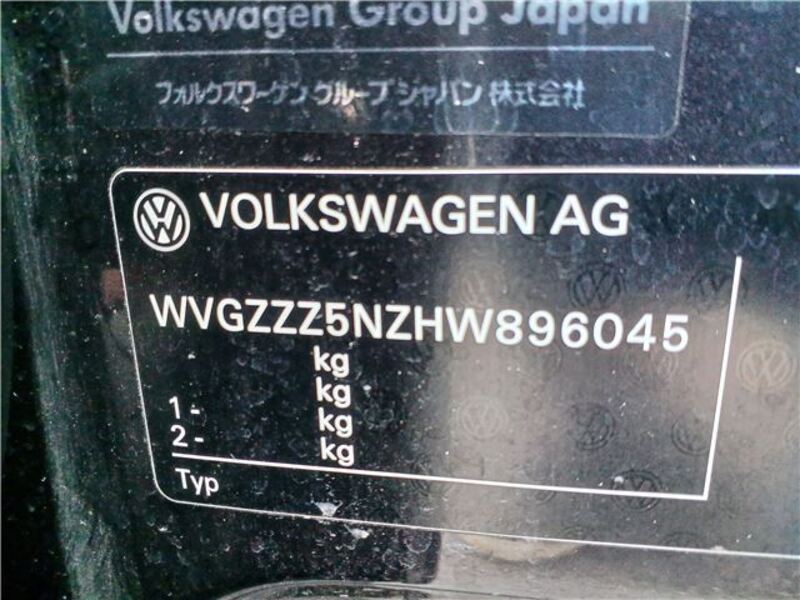 Volkswagen Group Japan
フォルクスワーゲン グループ ジャパン 株式会社
VOLKSWAGEN AG
WVGZZZ5NZHW896045
kg
kg
1- kg
2- kg
Typ